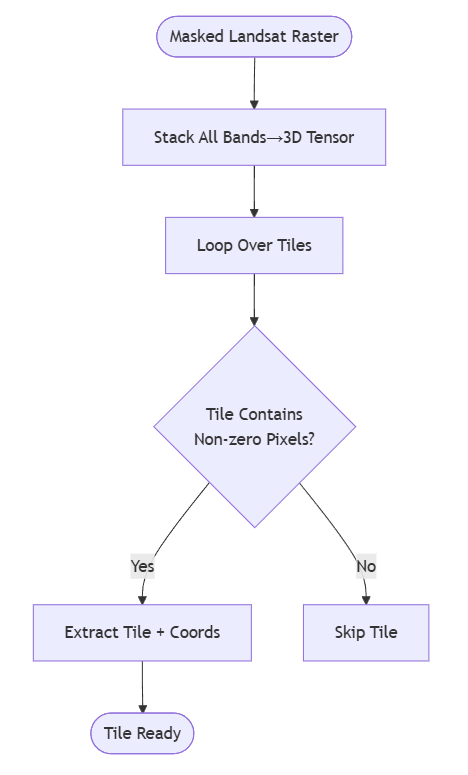 Masked Landsat Raster
Stack All Bands→3D Tensor
Loop Over Tiles
Tile Contains
Non-zero Pixels?
Yes
No
Extract Tile + Coords
Skip Tile
Tile Ready